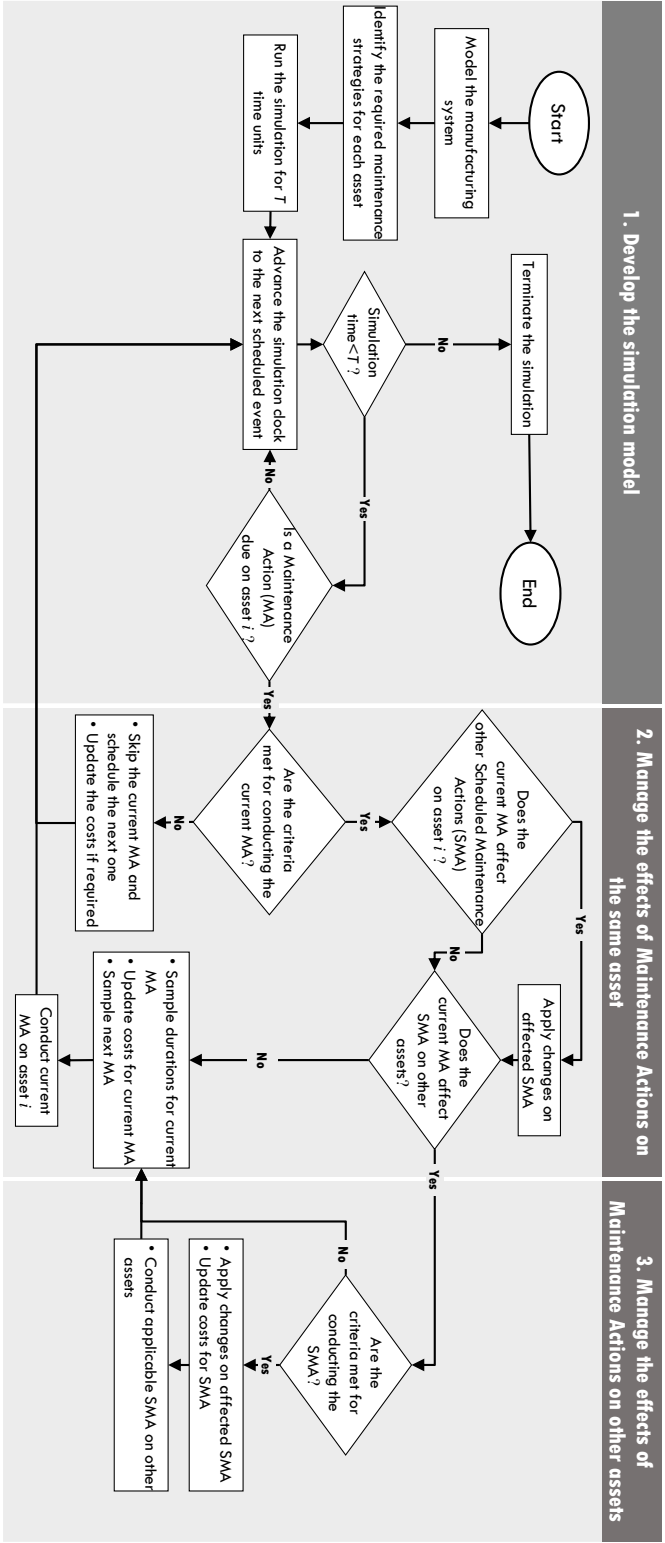 1. Develop the simulation model
Start
Model the manufacturing
system
Identify the required maintenance
strategies for each asset
Run the simulation for T
time units
Advance the simulation clock
to the next scheduled event
Simulation
time<T ?
No
Terminate the simulation
End
Yes
Is a Maintenance
Action (MA)
due on asset i ?
No
Yes
2. Manage the effects of Maintenance Actions on
the same asset
Are the criteria
met for conducting the
current MA?
No
• Skip the current MA and
schedule the next one
• Update the costs if required
Yes
Does the
current MA affect
other Scheduled Maintenance
Actions (SMA)
on asset i ?
Yes
Apply changes on
affected SMA
No
Does the
current MA affect
SMA on other
assets?
No
• Sample durations for current
MA
• Update costs for current MA
• Sample next MA
Conduct current
MA on asset i
Yes
3. Manage the effects of
Maintenance Actions on other assets
Are the
criteria met for
conducting the
SMA?
No
Yes
• Apply changes on affected SMA
• Update costs for SMA
• Conduct applicable SMA on other
assets